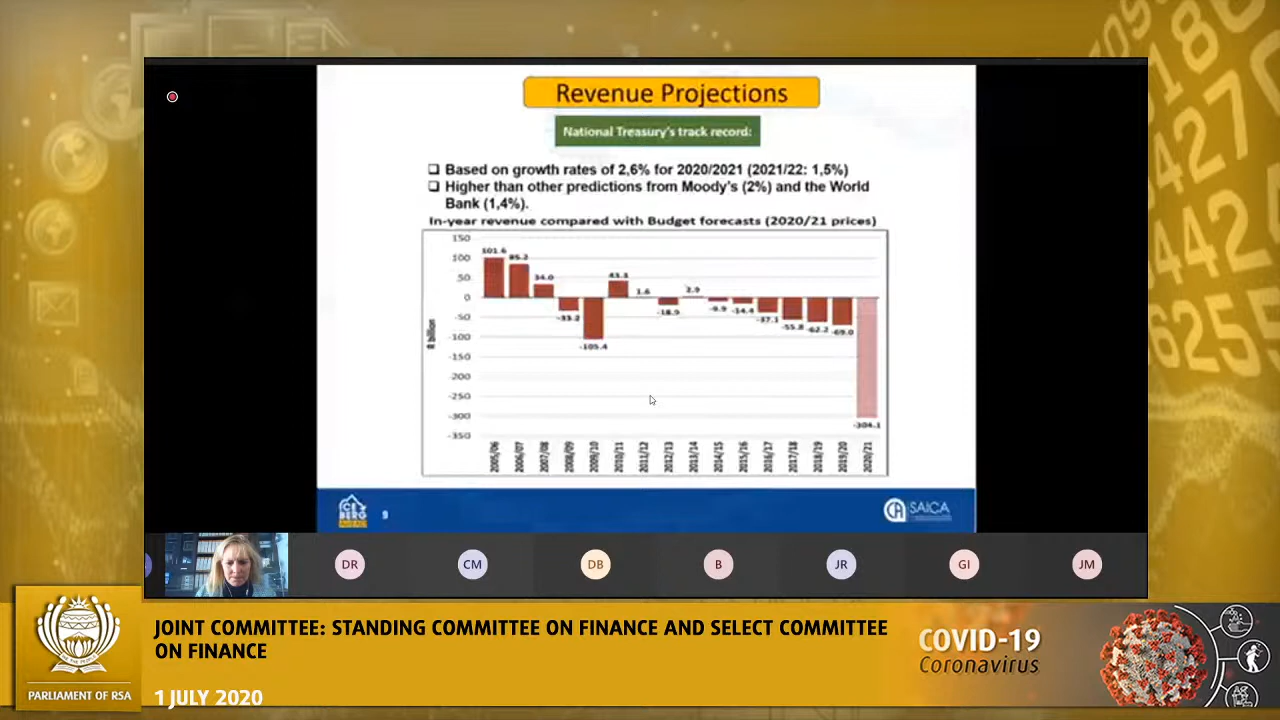 Revenue Projections
National Treasury's track record:
❑ Based on growth rates of 2,6% for 2020/2021 (2021/22: 1,5%)
❑ Higher than other predictions from Moody's (2%) and the World
Bank (1,4%).
In-year revenue compared with Budget forecasts (2020/21 prices)
R billion
150
100
50
0
-50
-100
-150
-200
-250
-300
-350
101.6
85.2
34.0
-33.2
-105.4
43.3
1.6
-18.9
2.9
-9.9
-14.4
-37.1
-55.8
-62.2
-69.0
-304.1
2005/06
2006/07
2007/08
2008/09
2009/10
2010/11
2011/12
2012/13
2013/14
2014/15
2015/16
2016/17
2017/18
2018/19
2019/20
2020/21
9
CA SAICA
DR
CM
DB
B
JR
GI
JM
JOINT COMMITTEE: STANDING COMMITTEE ON FINANCE AND SELECT COMMITTEE
ON FINANCE
PARLIAMENT OF RSA
1 JULY 2020
COVID-19
Coronavirus